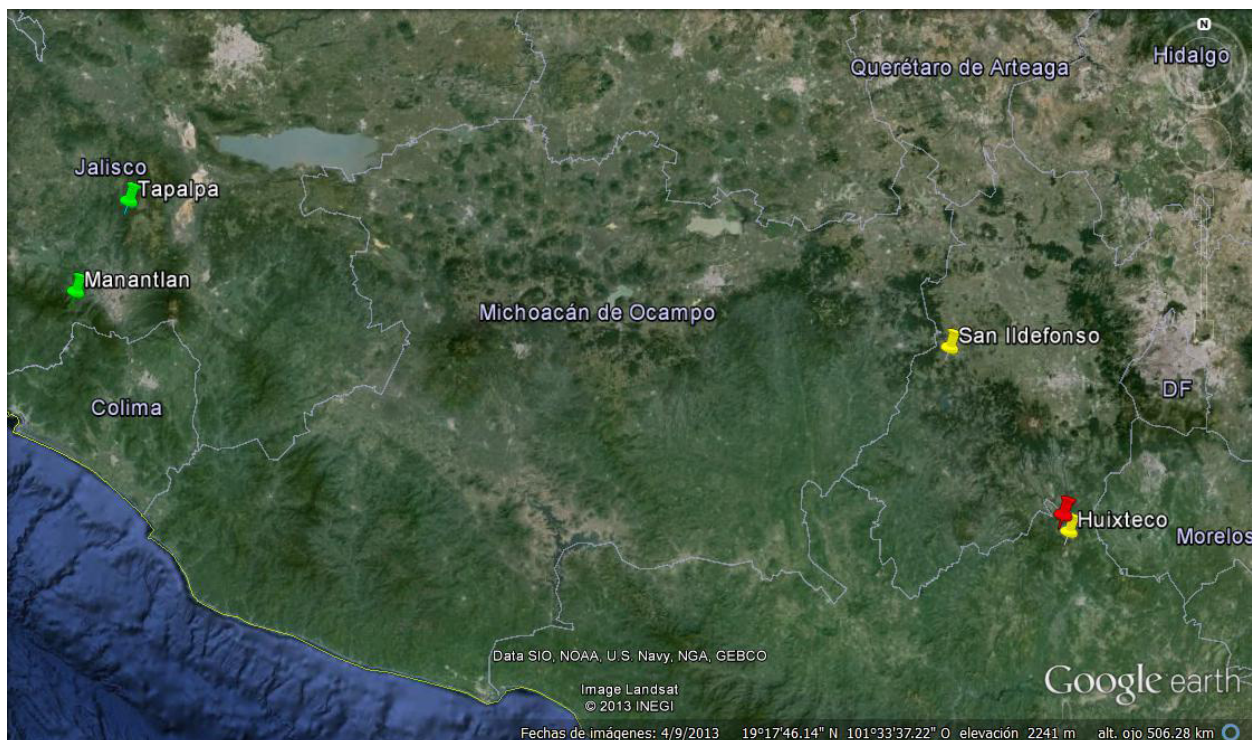 N
Hidalgo
Querétaro de Arteaga
Jalisco
Tapalpa
Manantlan
Michoacán de Ocampo
San Ildefonso
DF
Colima
Huixteco
Morelos
Data SIO, NOAA, U.S. Navy, NGA, GEBCO
Image Landsat
© 2013 INEGI
Google earth
Fechas de imágenes: 4/9/2013 19°17'46.14" N 101°33'37.22" O elevación 2241 m alt. ojo 506.28 km